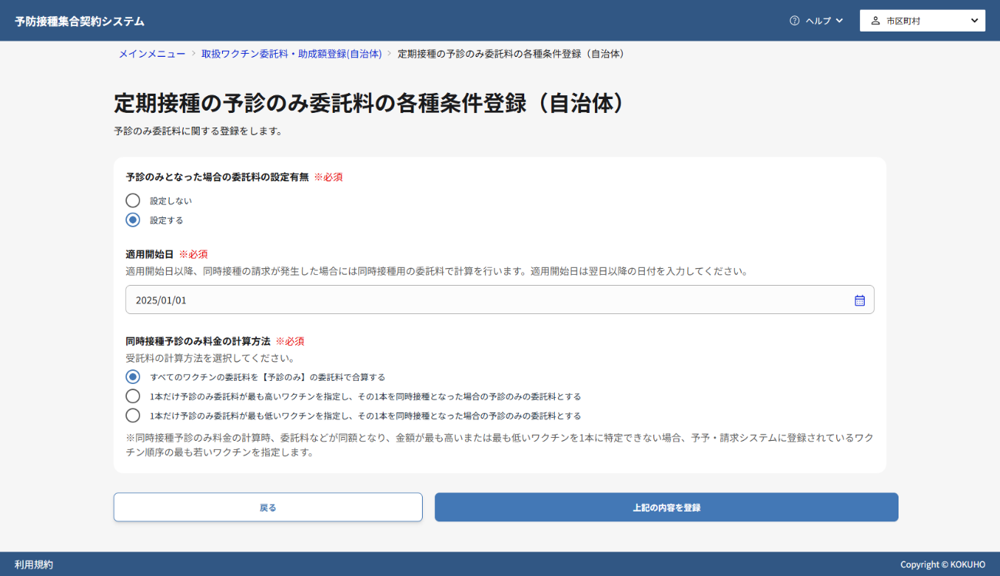 予防接種集合契約システム
ヘルプ
市区町村
メインメニュー > 取扱ワクチン委託料・助成額登録(自治体) > 定期接種の予診のみ委託料の各種条件登録（自治体）
定期接種の予診のみ委託料の各種条件登録（自治体）
予診のみ委託料に関する登録をします。
予診のみとなった場合の委託料の設定有無 ※必須
設定しない
設定する
適用開始日 ※必須
適用開始日以降、同時接種の請求が発生した場合には同時接種用の委託料で計算を行います。適用開始日は翌日以降の日付を入力してください。
2025/01/01
同時接種予診のみ料金の計算方法 ※必須
受託料の計算方法を選択してください。
すべてのワクチンの委託料を【予診のみ】の委託料で合算する
1本だけ予診のみ委託料が最も高いワクチンを指定し、その1本を同時接種となった場合の予診のみの委託料とする
1本だけ予診のみ委託料が最も低いワクチンを指定し、その1本を同時接種となった場合の予診のみの委託料とする
※同時接種予診のみ料金の計算時、委託料などが同額となり、金額が最も高いまたは最も低いワクチンを1本に特定できない場合、予予・請求システムに登録されているワク
チン順序の最も若いワクチンを指定します。
戻る
上記の内容を登録
利用規約
Copyright © KOKUHO